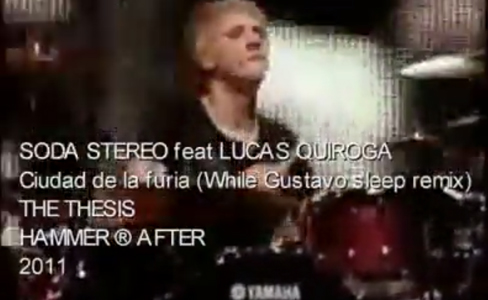 SODA STEREO feat LUCAS QUIROGA
Ciudad de la furia (While Gustavo sleep remix)
THE THESIS
HAMMER ® AFTER
2011
YAMAHA